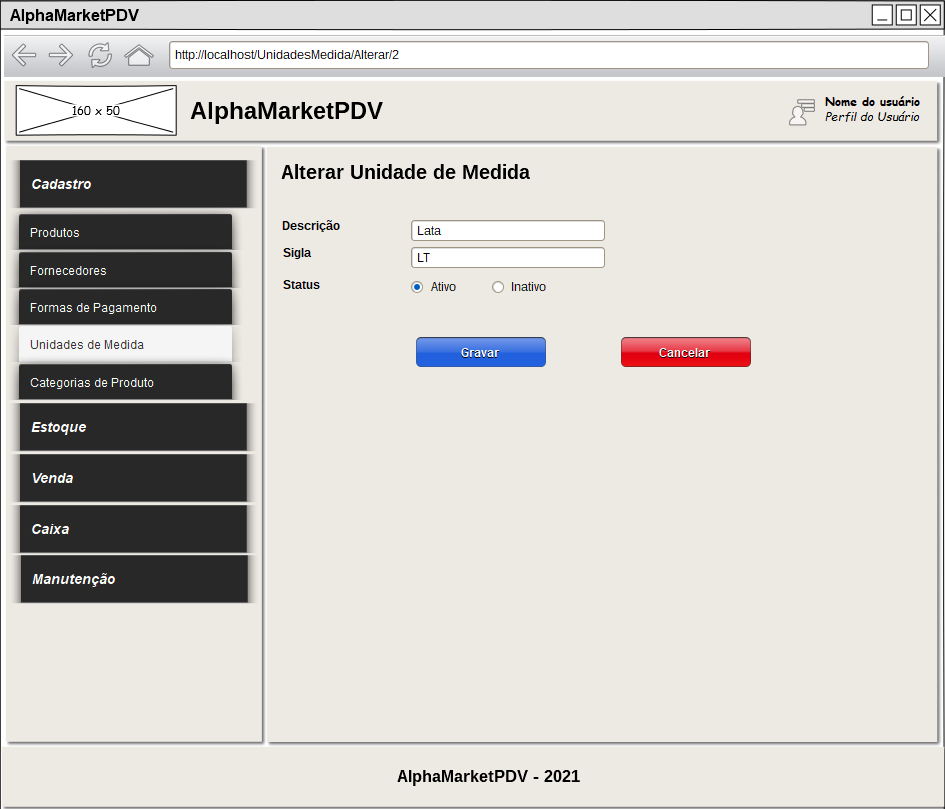 AlphaMarketPDV
http://localhost/UnidadesMedida/Alterar/2
160 x 50
AlphaMarketPDV
Nome do usuário
Perfil do Usuário
Cadastro
Produtos
Fornecedores
Formas de Pagamento
Unidades de Medida
Categorias de Produto
Estoque
Venda
Caixa
Manutenção
Alterar Unidade de Medida
Descrição Lata
Sigla LT
Status Ativo Inativo
Gravar Cancelar
AlphaMarketPDV - 2021